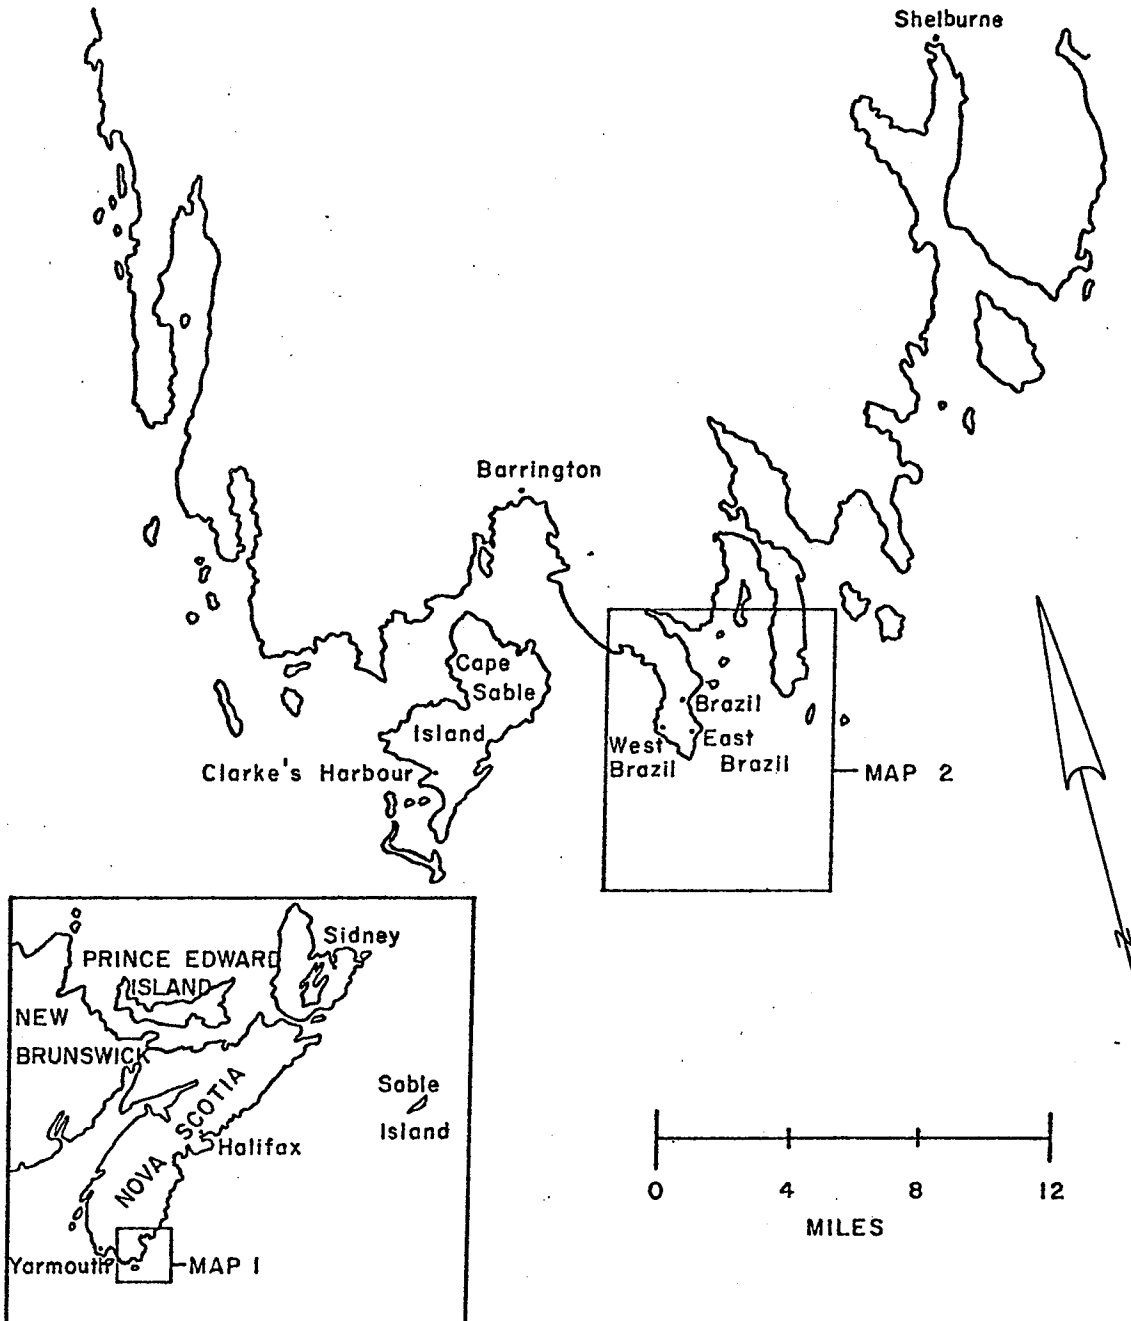 Shelburne
Barrington
Cape
Sable
Island
Clarke's Harbour
Brazil
West
Brazil
East
Brazil
MAP 2
N
Sidney
PRINCE EDWARD
ISLAND
NEW
BRUNSWICK
NOVA SCOTIA
Sable
Island
Halifax
Yarmouth
MAP 1
0 4 8 12
MILES